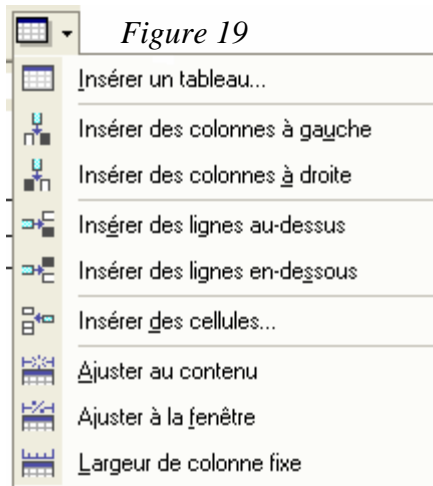 Figure 19
Insérer un tableau...
Insérer des colonnes à gauche
Insérer des colonnes à droite
Insérer des lignes au-dessus
Insérer des lignes en-dessous
Insérer des cellules...
Ajuster au contenu
Ajuster à la fenêtre
Largeur de colonne fixe